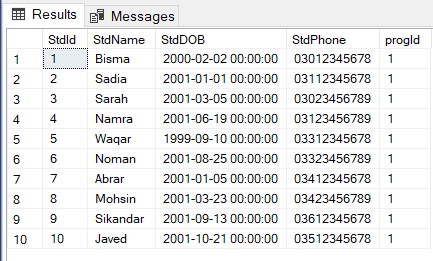 Results Messages
StdId StdName StdDOB StdPhone progId
1 1 Bisma 2000-02-02 00:00:00 03012345678 1
2 2 Sadia 2001-01-01 00:00:00 03112345678 1
3 3 Sarah 2001-03-05 00:00:00 03023456789 1
4 4 Namra 2001-06-19 00:00:00 03123456789 1
5 5 Waqar 1999-09-10 00:00:00 03312345678 1
6 6 Noman 2001-08-25 00:00:00 03323456789 1
7 7 Abrar 2001-01-05 00:00:00 03412345678 1
8 8 Mohsin 2001-03-23 00:00:00 03423456789 1
9 9 Sikandar 2001-09-13 00:00:00 03612345678 1
10 10 Javed 2001-10-21 00:00:00 03512345678 1